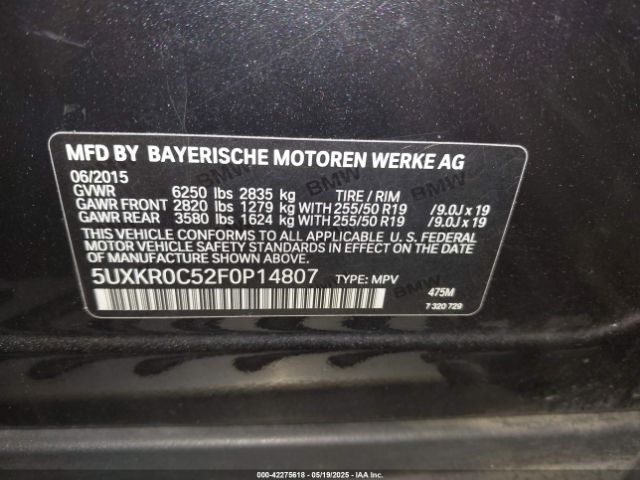 MFD BY BAYERISCHE MOTOREN WERKE AG
06/2015
GVWR 6250 lbs 2835 kg TIRE / RIM
GAWR FRONT 2820 lbs 1279 kg WITH 255/50 R19 /9.0J x 19
GAWR REAR 3580 lbs 1624 kg WITH 255/50 R19 /9.0J x 19
THIS VEHICLE CONFORMS TO ALL APPLICABLE U.S. FEDERAL
MOTOR VEHICLE SAFETY STANDARDS IN EFFECT ON THE DATE
OF MANUFACTURE SHOWN ABOVE.
5UXKR0C52F0P14807 TYPE: MPV
475M
7 320 729
000-42275618 - 05/19/2025 - IAA Inc.